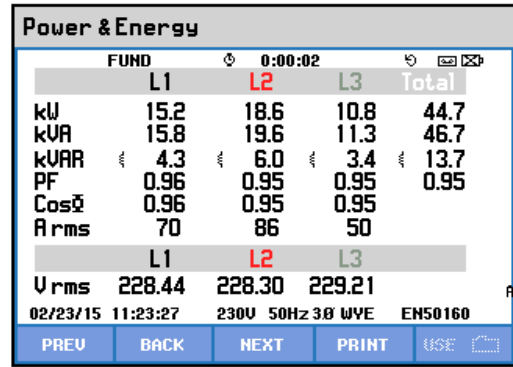 Power & Energy
FUND 0:00:02
L1 L2 L3 Total
kW 15.2 18.6 10.8 44.7
kVA 15.8 19.6 11.3 46.7
kVAR 4.3 6.0 3.4 13.7
PF 0.96 0.95 0.95 0.95
CosΦ 0.96 0.95 0.95
A rms 70 86 50
L1 L2 L3
V rms 228.44 228.30 229.21
02/23/15 11:23:27 230V 50Hz 3.0 WYE EN50160
PREV BACK NEXT PRINT USE